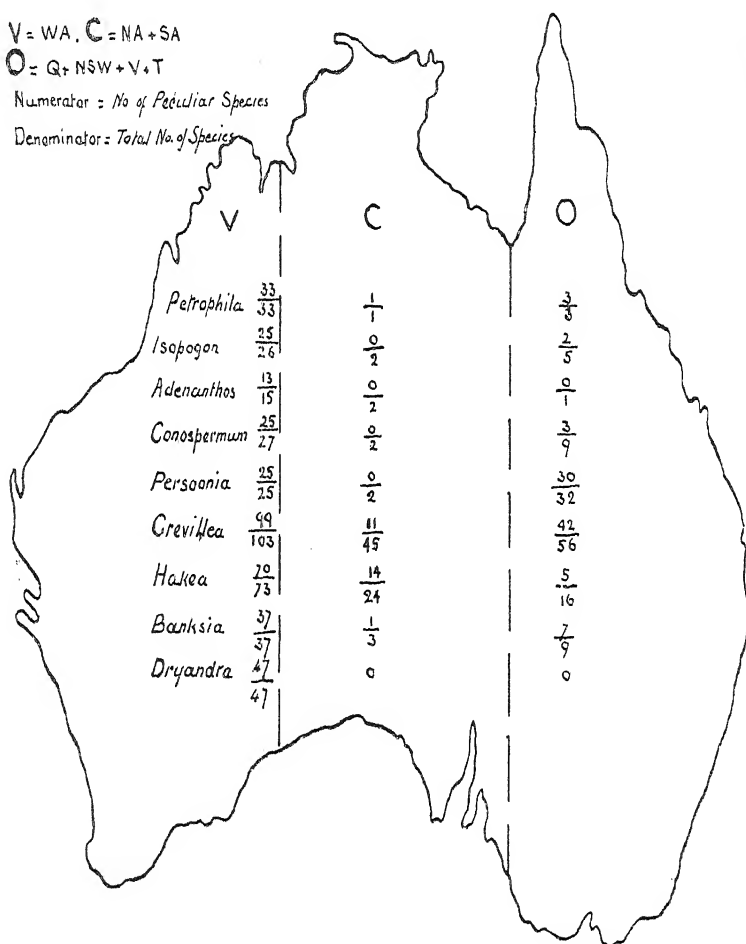 V = WA. C = NA + SA
O = Q + NSW + V + T
Numerator = No of Peculiar Species
Denominator = Total No. of Species
V C O
Petrophila 33/33 1/1 3/3
Isopogon 25/26 0/2 2/5
Adenanthos 13/15 0/2 0/1
Conospermum 25/27 0/2 3/9
Persoonia 25/25 0/2 30/32
Grevillea 99/103 11/45 42/56
Hakea 70/73 14/24 5/16
Banksia 37/37 1/3 7/9
Dryandra 47/47 0 0